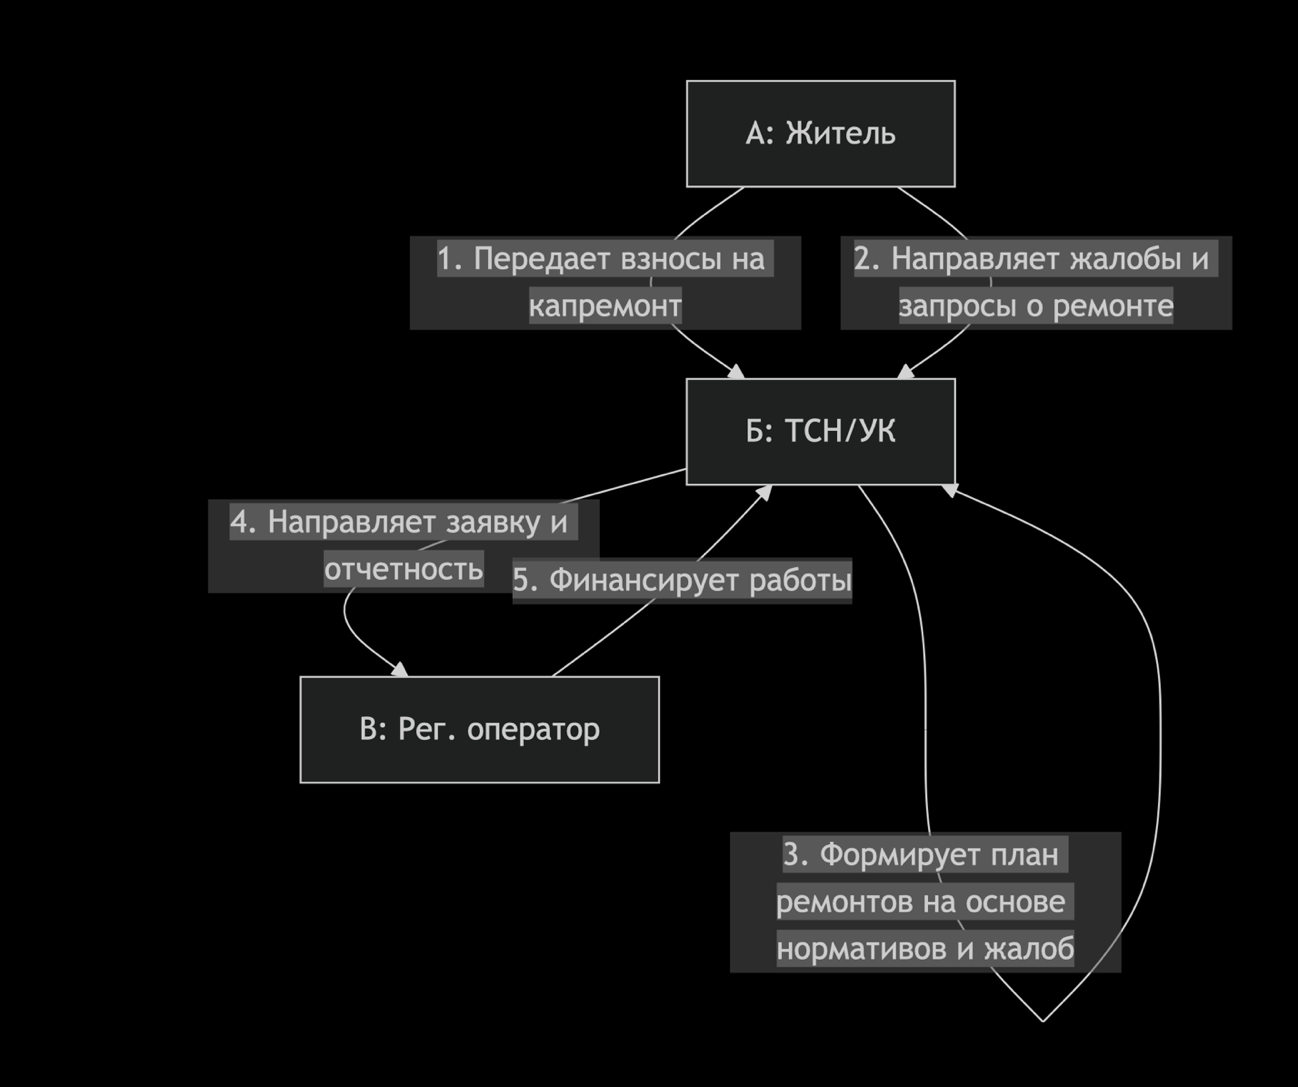 А: Житель
1. Передает взносы на
капремонт
2. Направляет жалобы и
запросы о ремонте
Б: ТСН/УК
4. Направляет заявку и
отчетность
5. Финансирует работы
В: Рег. оператор
3. Формирует план
ремонтов на основе
нормативов и жалоб